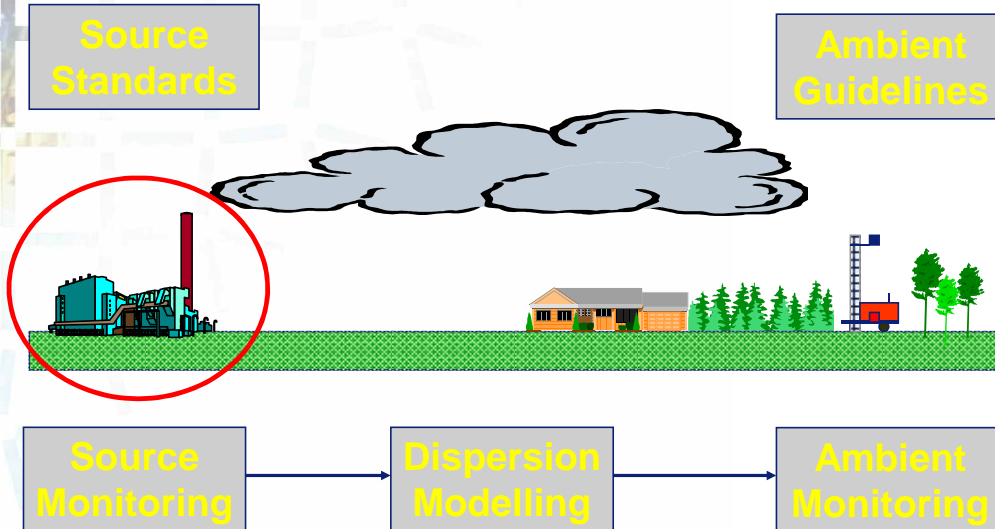 Source
Standards
Ambient
Guidelines
Source
Monitoring
Dispersion
Modelling
Ambient
Monitoring